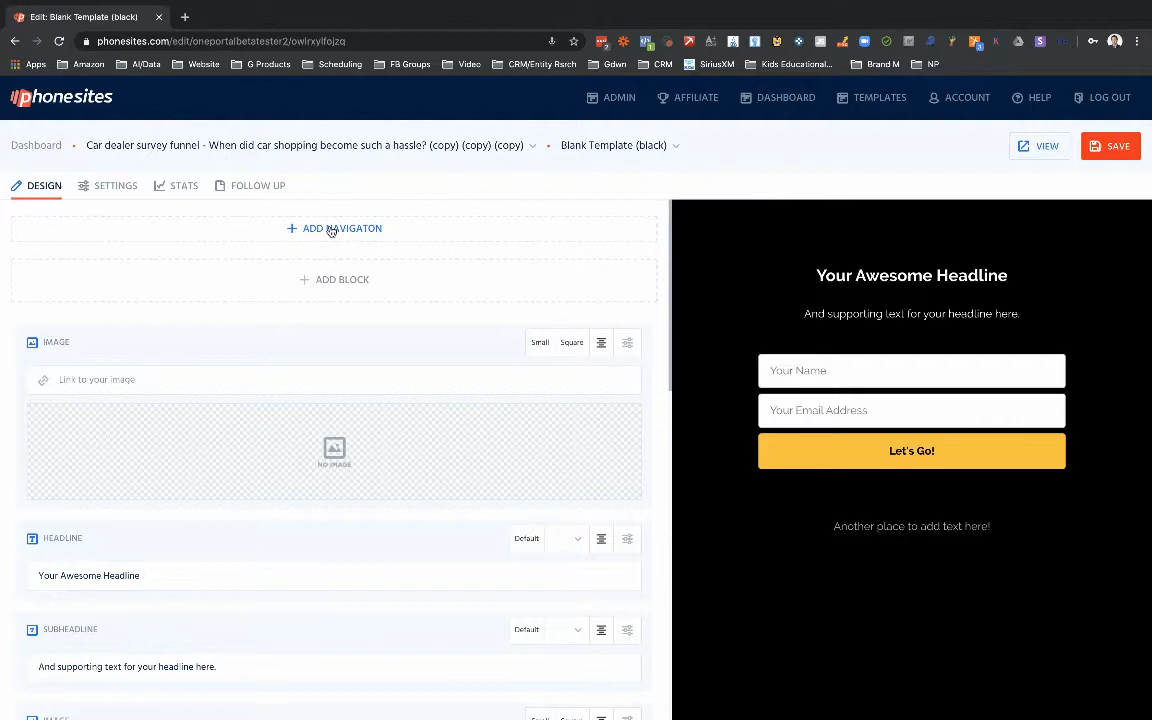 Edit: Blank Template (black)
phonesites.com/edit/oneportalbetatester2/owlrxylfojzq
Apps Amazon AI/Data Website G Products Scheduling FB Groups Video CRM/Entity Rsrch Gdwn CRM SiriusXM Kids Educational... Brand M NP
phonesites ADMIN AFFILIATE DASHBOARD TEMPLATES ACCOUNT HELP LOG OUT
Dashboard • Car dealer survey funnel - When did car shopping become such a hassle? (copy) (copy) (copy) • Blank Template (black) VIEW SAVE
DESIGN SETTINGS STATS FOLLOW UP
+ ADD NAVIGATON
+ ADD BLOCK
IMAGE Small Square
Link to your image
NO IMAGE
HEADLINE Default
Your Awesome Headline
SUBHEADLINE Default
And supporting text for your headline here.
Your Awesome Headline
And supporting text for your headline here.
Your Name
Your Email Address
Let's Go!
Another place to add text here!